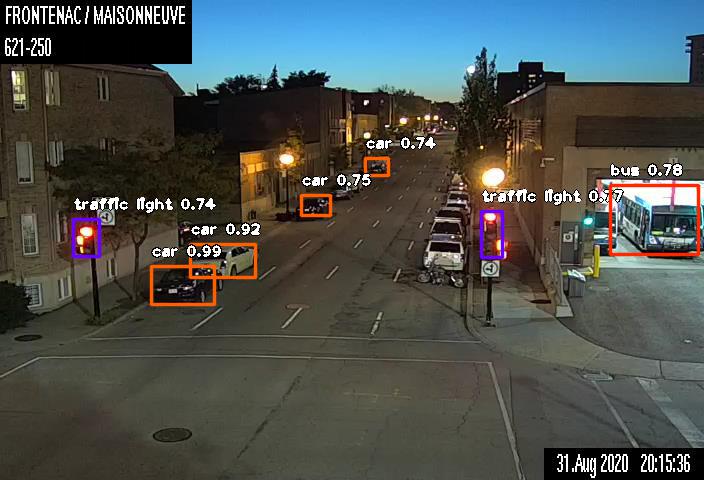 FRONTENAC / MAISONNEUVE
621-250
car 0.74
bus 0.78
car 0.75
traffic light 0.77
traffic light 0.74
car 0.92
car 0.99
31.Aug 2020 20:15:36